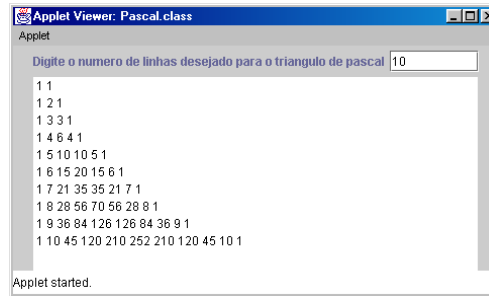 Applet Viewer: Pascal.class
Applet
Digite o numero de linhas desejado para o triangulo de pascal 10
1 1
1 2 1
1 3 3 1
1 4 6 4 1
1 5 10 10 5 1
1 6 15 20 15 6 1
1 7 21 35 35 21 7 1
1 8 28 56 70 56 28 8 1
1 9 36 84 126 126 84 36 9 1
1 10 45 120 210 252 210 120 45 10 1
Applet started.